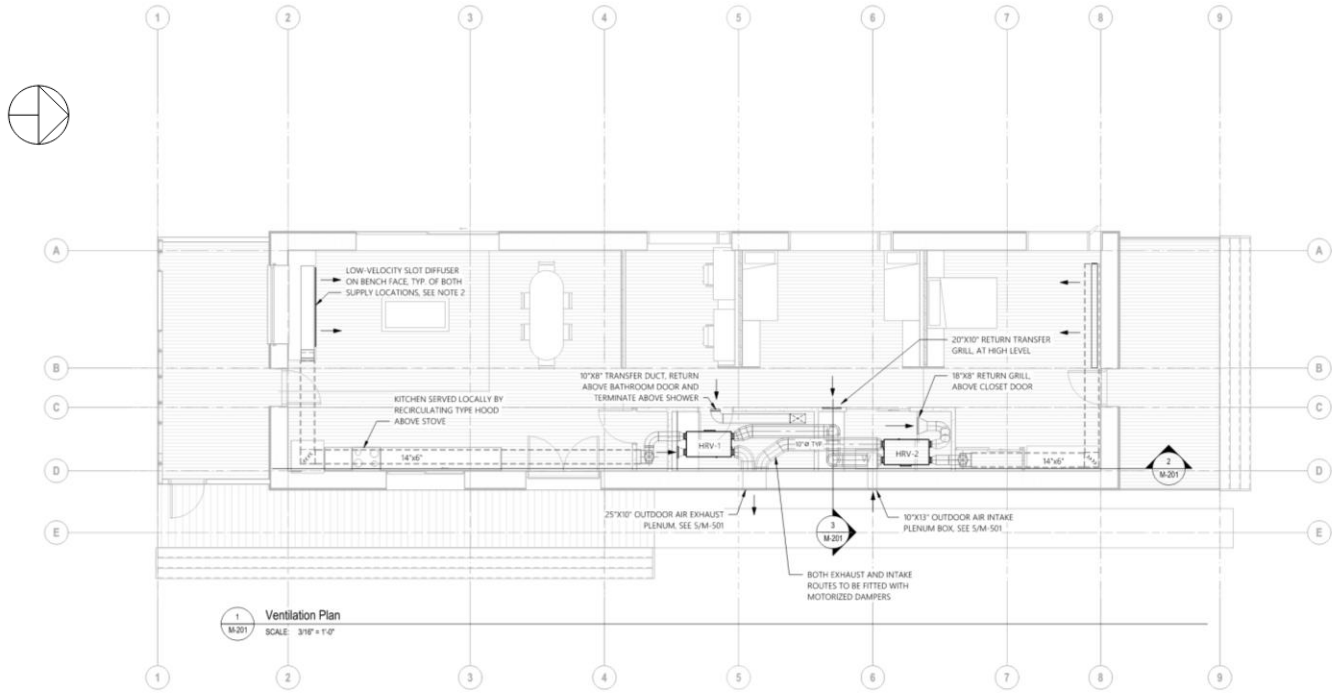 1 2 3 4 5 6 7 8 9
A A
LOW-VELOCITY SLOT DIFFUSER
ON BENCH FACE, TYP. OF BOTH
SUPPLY LOCATIONS, SEE NOTE 2
20"X10" RETURN TRANSFER
GRILL, AT HIGH LEVEL
B B
10"X8" TRANSFER DUCT, RETURN
ABOVE BATHROOM DOOR AND
TERMINATE ABOVE SHOWER
18"X8" RETURN GRILL,
ABOVE CLOSET DOOR
KITCHEN SERVED LOCALLY BY
RECIRCULATING TYPE HOOD
ABOVE STOVE
C C
HRV-1
10"Ø TYP
HRV-2
14"x6"
14"x6"
D D
2
M-201
25"X10" OUTDOOR AIR EXHAUST
PLENUM, SEE 5/M-501
10"X13" OUTDOOR AIR INTAKE
PLENUM BOX, SEE 5/M-501
3
M-201
E E
BOTH EXHAUST AND INTAKE
ROUTES TO BE FITTED WITH
MOTORIZED DAMPERS
1
M-201
Ventilation Plan
SCALE: 3/16" = 1'-0"
1 2 3 4 5 6 7 8 9